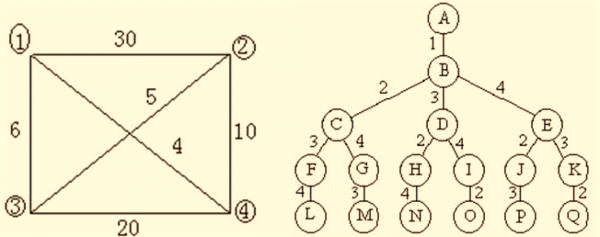 ① 30 ②
5
6 10
4
③ 20 ④
A
1
B
2 3 4
C D E
3 4 2 4 2 3
F G H I J K
4 3 4 2 3 2
L M N O P Q